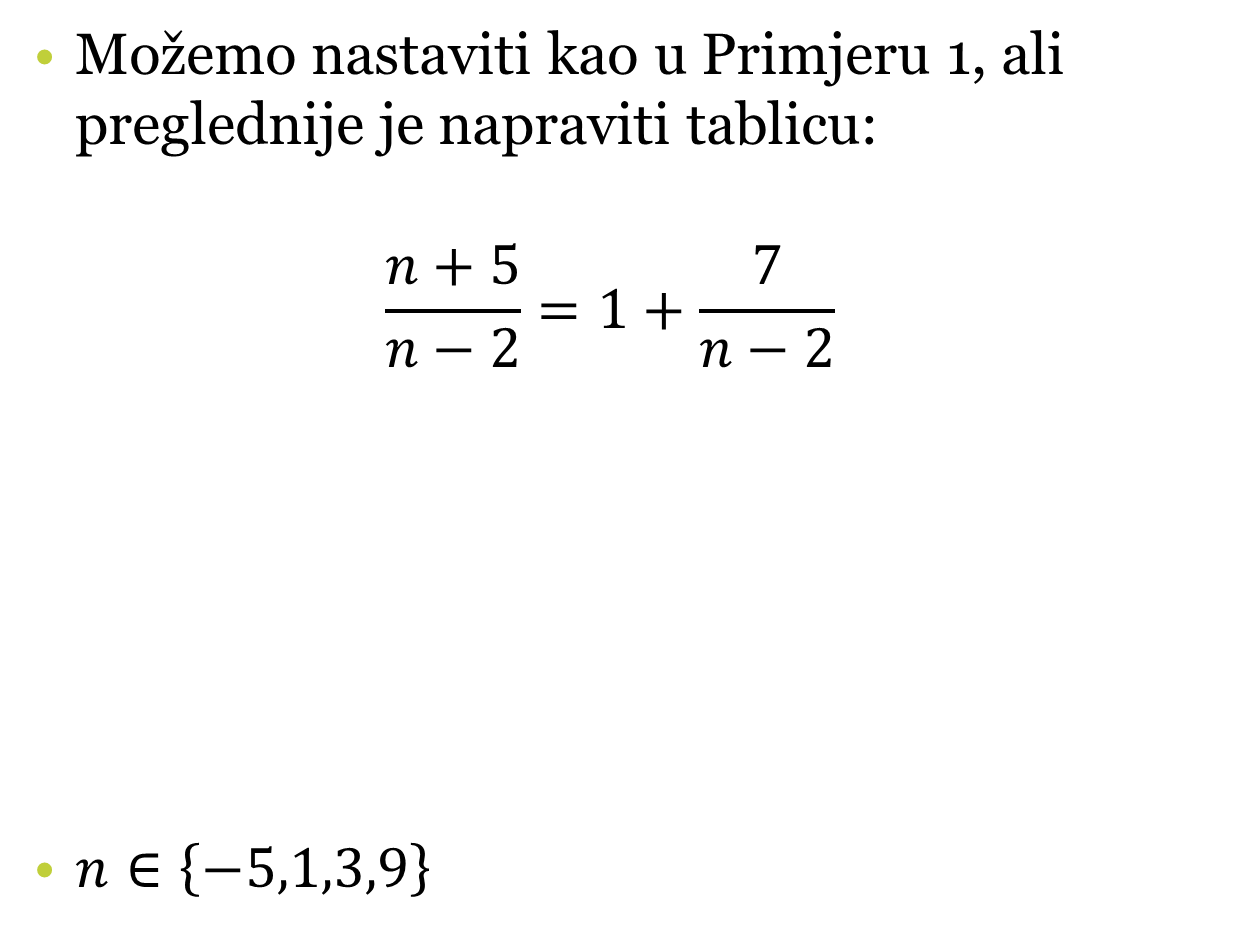 • Možemo nastaviti kao u Primjeru 1, ali
preglednije je napraviti tablicu:
(n + 5)/(n − 2) = 1 + 7/(n − 2)
• n ∈ {−5,1,3,9}